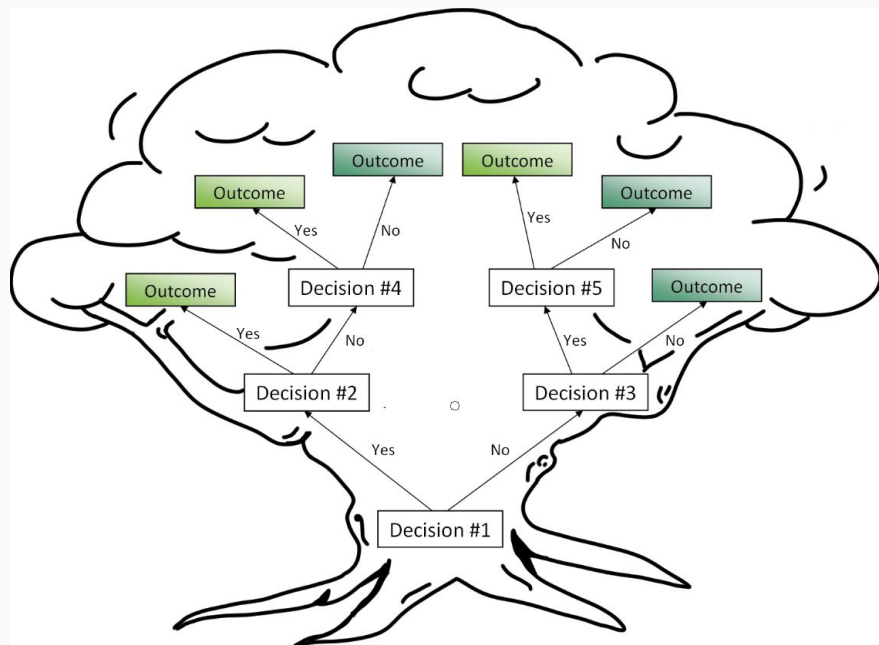 Outcome
Outcome
Outcome
Outcome
Yes
No
Yes
No
Outcome
Decision #4
Decision #5
Outcome
Yes
No
Yes
No
Decision #2
Decision #3
Yes
No
Decision #1